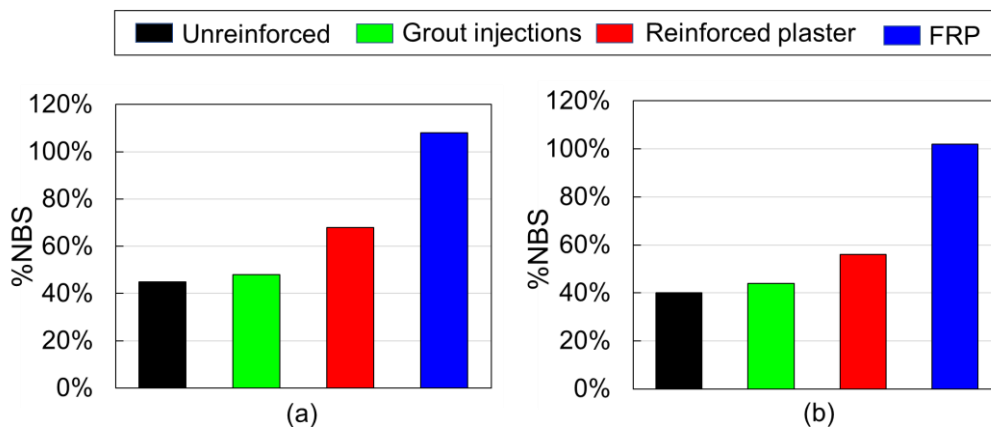 Unreinforced Grout injections Reinforced plaster FRP
%NBS
120%
100%
80%
60%
40%
20%
0%
(a)
%NBS
120%
100%
80%
60%
40%
20%
0%
(b)